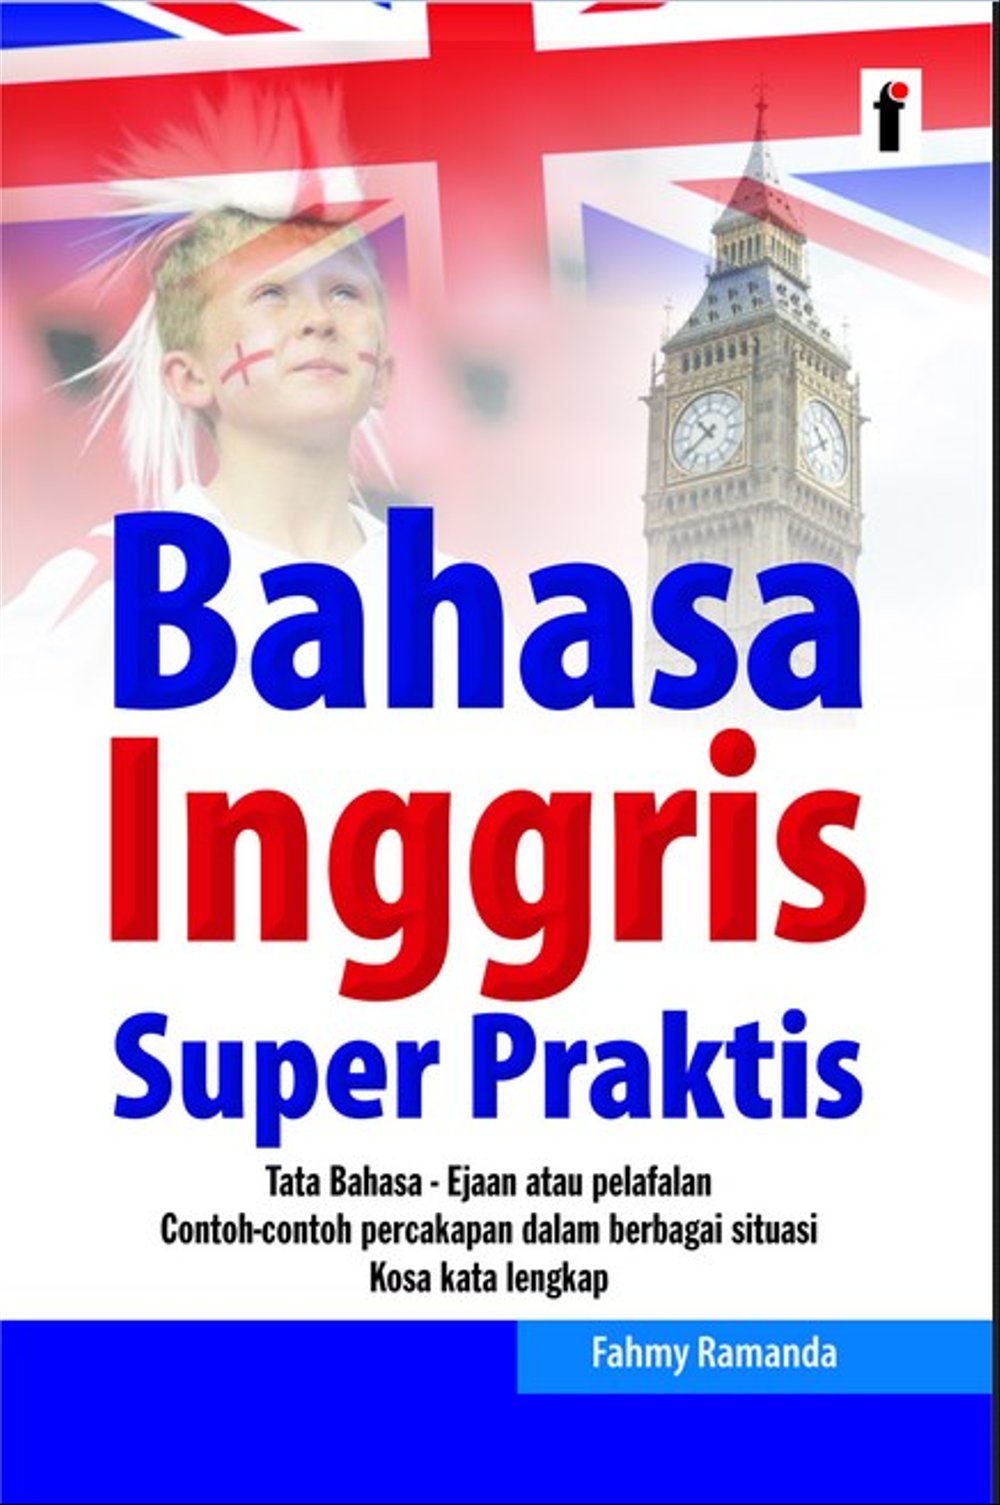 f
Bahasa
Inggris
Super Praktis
Tata Bahasa - Ejaan atau pelafalan
Contoh-contoh percakapan dalam berbagai situasi
Kosa kata lengkap
Fahmy Ramanda